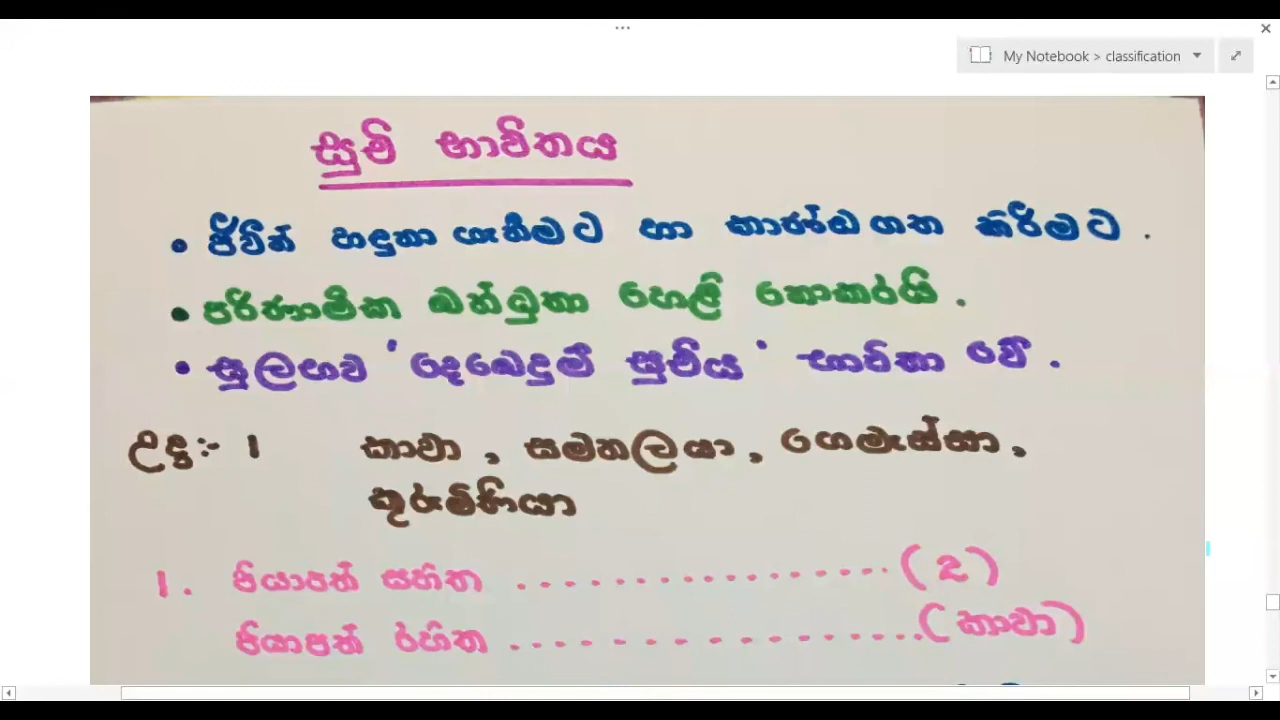 My Notebook > classification
සුචි භාවිතය
• ජීවීන් හඳුනා ගැනීමට හා කාණ්ඩ ගත කිරීමට .
• පරිණාමික බන්ධුතා හෙළි නොකරයි .
• සුලභව 'දෙබෙදුම් සුචිය' භාවිතා වේ .
උදා:- 1 කාවා , සමනලයා , ගෙමැස්සා ,
කුරුමිණියා
1. පියාපත් සහිත .................. (2)
පියාපත් රහිත .................. (කාවා)